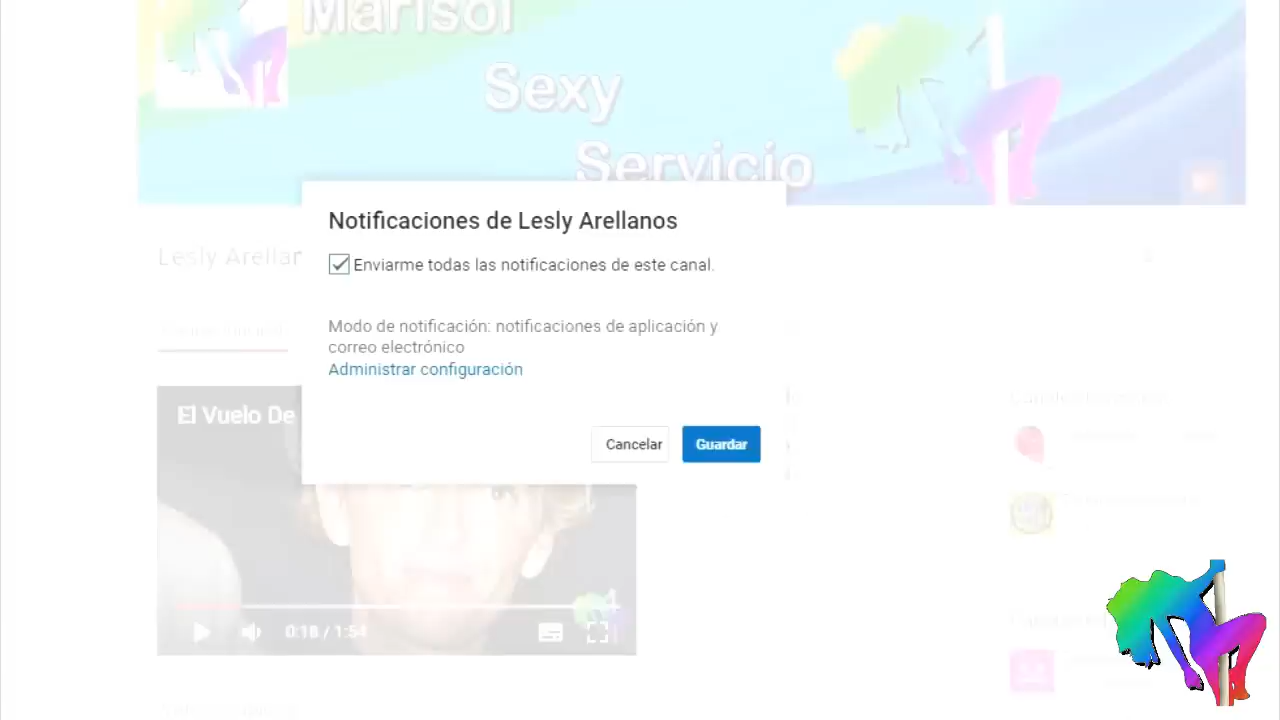 Marisol
Sexy
Servicio
Notificaciones de Lesly Arellanos
Enviarme todas las notificaciones de este canal.
Lesly Arellan
Modo de notificación: notificaciones de aplicación y
correo electrónico
Administrar configuración
El Vuelo De
Cancelar
Guardar
0:18 / 1:54